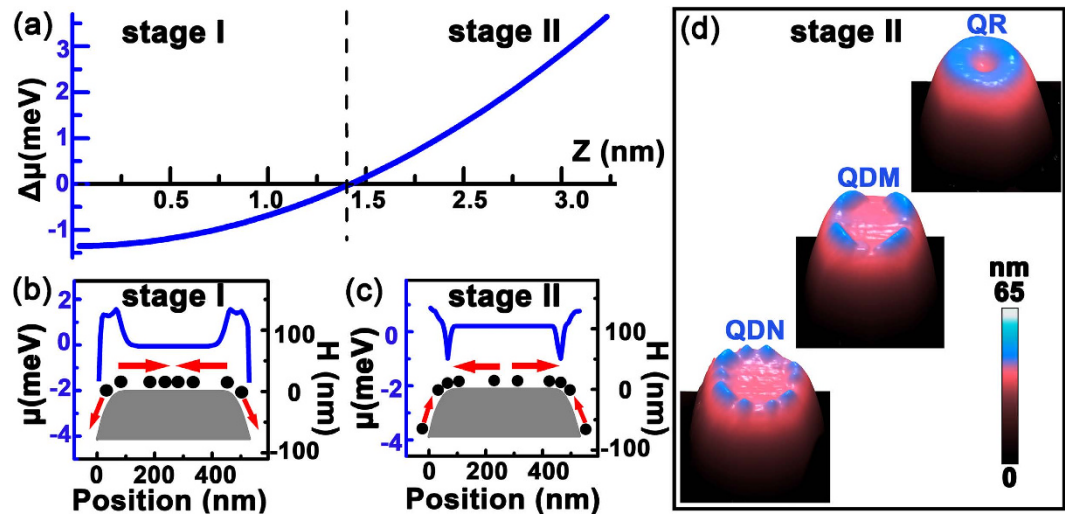 (a)
stage I
stage II
Δμ(meV)
3
2
1
0
-1
Z (nm)
0.5
1.0
1.5
2.5
3.0
(b)
stage I
μ(meV)
2
0
-2
-4
H (nm)
100
0
-100
0
200
400
Position (nm)
(c)
stage II
μ(meV)
0
-2
-4
H (nm)
100
0
-100
0
200
400
Position (nm)
(d)
stage II
QR
QDM
QDN
nm
65
0